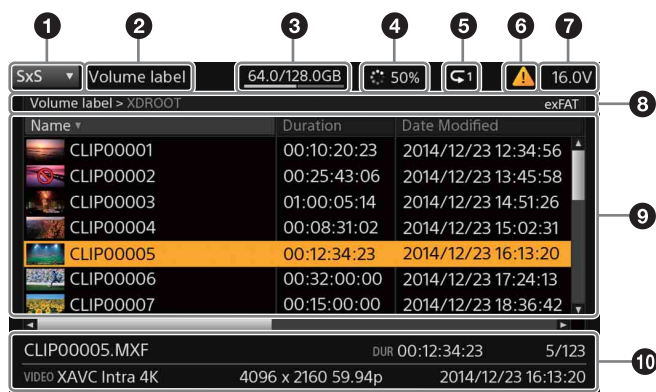 1 2 3 4 5 6 7
SxS Volume label 64.0/128.0GB 50% 1 16.0V
Volume label > XDROOT exFAT 8
Name Duration Date Modified
CLIP00001 00:10:20:23 2014/12/23 12:34:56
CLIP00002 00:25:43:06 2014/12/23 13:45:58
CLIP00003 01:00:05:14 2014/12/23 14:51:26
CLIP00004 00:08:31:02 2014/12/23 15:02:31
9
CLIP00005 00:12:34:23 2014/12/23 16:13:20
CLIP00006 00:32:00:00 2014/12/23 17:24:13
CLIP00007 00:15:00:00 2014/12/23 18:36:42
CLIP00005.MXF DUR 00:12:34:23 5/123
10
VIDEO XAVC Intra 4K 4096 x 2160 59.94p 2014/12/23 16:13:20